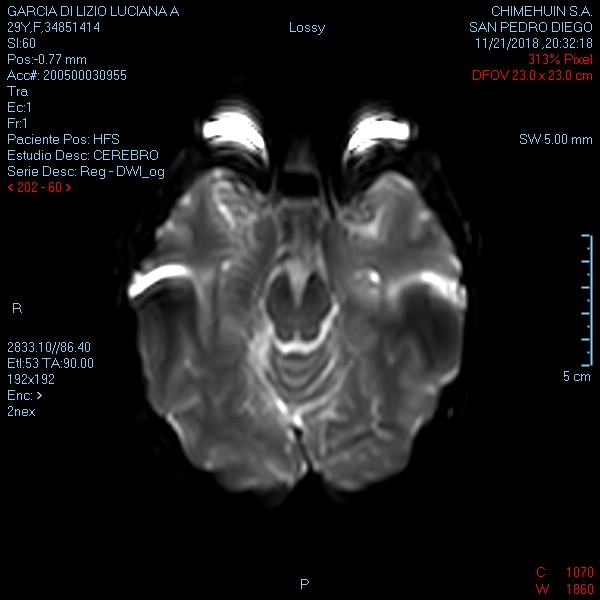 GARCIA DI LIZIO LUCIANA A
29Y,F,34851414
Sl:60
Pos:-0.77 mm
Acc#: 200500030955
Tra
Ec:1
Fr:1
Paciente Pos: HFS
Estudio Desc: CEREBRO
Serie Desc: Reg - DWI_og
< 202 - 60 >
Lossy
CHIMEHUIN S.A.
SAN PEDRO DIEGO
11/21/2018 ,20:32:18
313% Pixel
DFOV 23.0 x 23.0 cm
SW 5.00 mm
R
5 cm
2833.10//86.40
Etl:53 TA:90.00
192x192
Enc: >
2nex
P
C 1070
W 1860